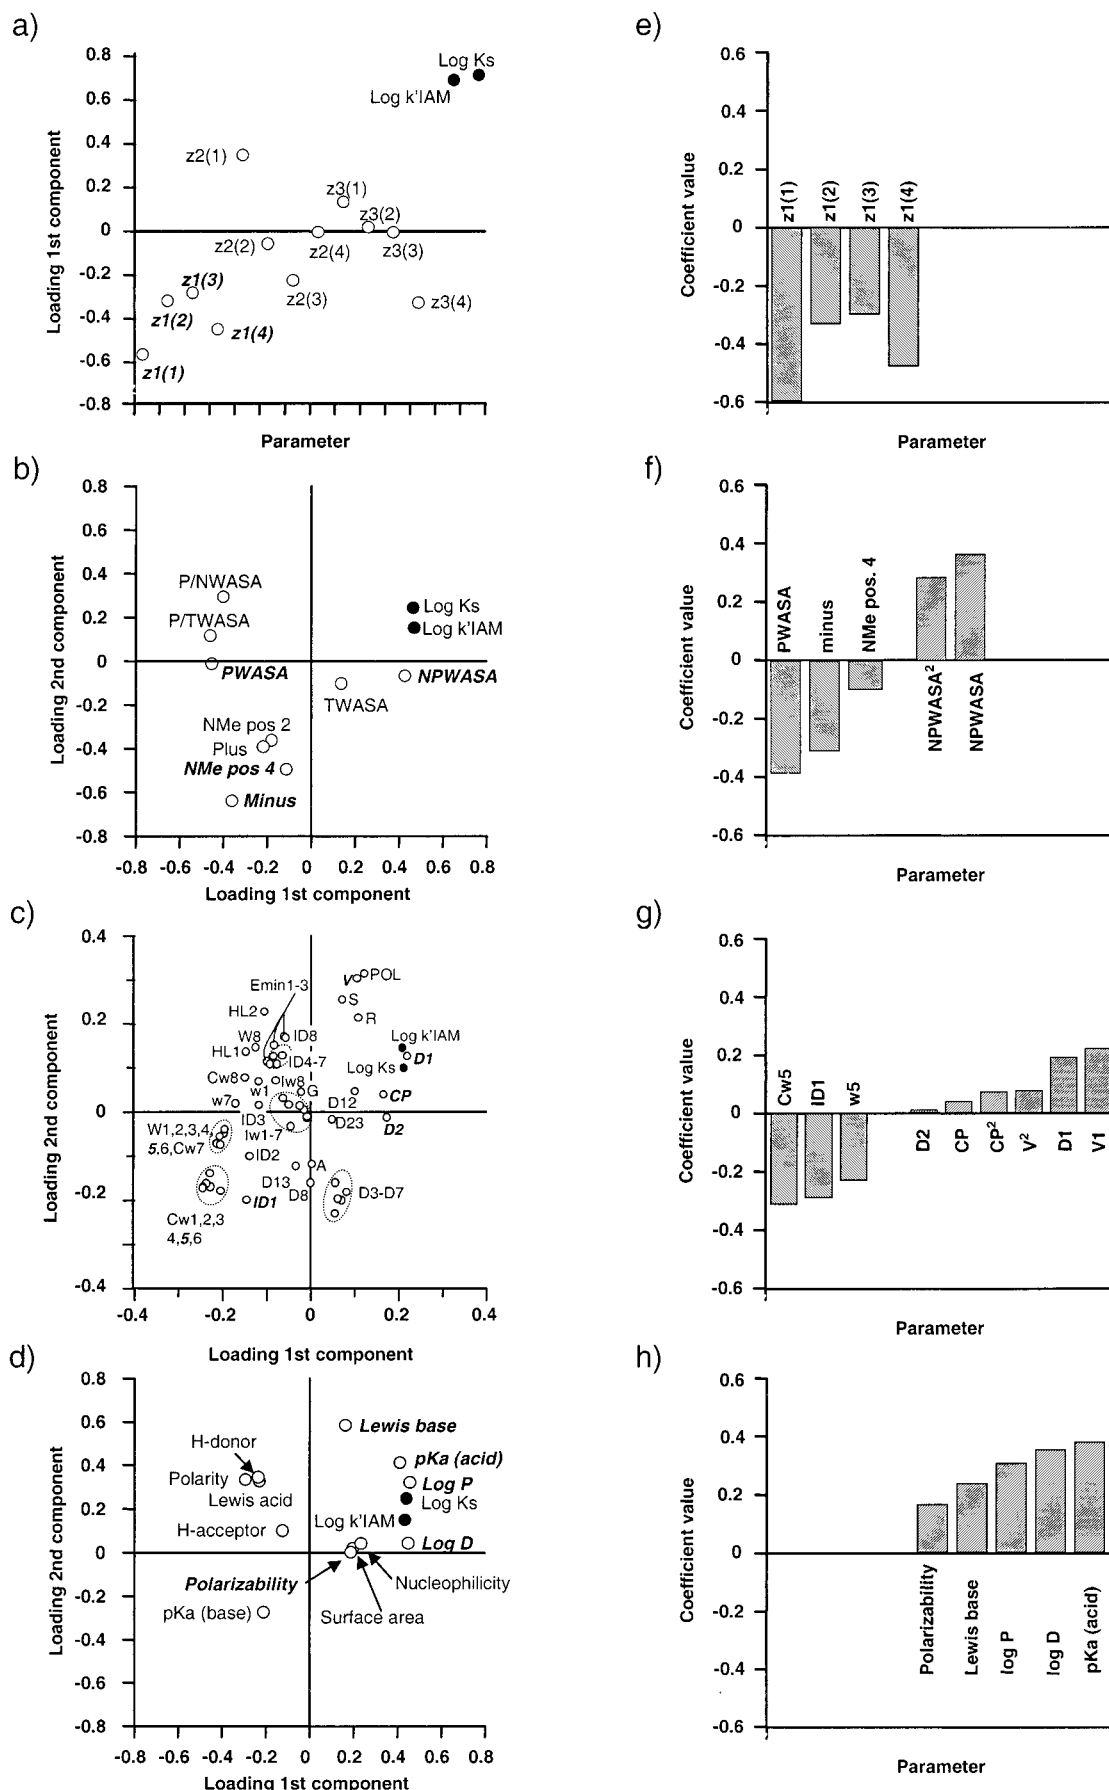 a)
0.8
0.6
0.4
0.2
0
-0.2
-0.4
-0.6
-0.8
Loading 1st component
Log Ks
Log k'IAM
z2(1)
z3(1)
z3(2)
z2(2)
z2(4)
z3(3)
z1(3)
z2(3)
z3(4)
z1(2)
z1(4)
z1(1)
Parameter
e)
0.6
0.4
0.2
0
-0.2
-0.4
-0.6
Coefficient value
z1(1)
z1(2)
z1(3)
z1(4)
Parameter
b)
0.8
0.6
0.4
0.2
0
-0.2
-0.4
-0.6
-0.8
Loading 2nd component
P/NWASA
P/TWASA
Log Ks
Log k'IAM
PWASA
NPWASA
TWASA
NMe pos 2
Plus
NMe pos 4
Minus
-0.8 -0.6 -0.4 -0.2 0 0.2 0.4 0.6 0.8
Loading 1st component
f)
0.6
0.4
0.2
0
-0.2
-0.4
-0.6
Coefficient value
PWASA
minus
NMe pos. 4
NPWASA²
NPWASA
Parameter
c)
0.4
0.2
0
-0.2
-0.4
Loading 2nd component
V POL
Emin1-3
S
HL2
R
W8 ID8
Log k'IAM
HL1
D1
ID4-7
Log Ks
Cw8 Iw8
w1 G
CP
w7
D12
ID3
D23 D2
W1,2,3,4
Iw1-7
5,6,Cw7
ID2
A
D13
D3-D7
ID1
D8
Cw1,2,3
4,5,6
-0.4 -0.2 0 0.2 0.4
Loading 1st component
g)
0.6
0.4
0.2
0
-0.2
-0.4
-0.6
Coefficient value
Cw5
ID1
w5
D2
CP
CP²
V²
D1
V1
Parameter
d)
0.8
0.6
0.4
0.2
0
-0.2
-0.4
-0.6
-0.8
Loading 2nd component
Lewis base
H-donor
pKa (acid)
Polarity
Log P
Lewis acid
Log Ks
Log k'IAM
H-acceptor
Log D
Polarizability
Nucleophilicity
pKa (base)
Surface area
-0.8 -0.6 -0.4 -0.2 0 0.2 0.4 0.6 0.8
Loading 1st component
h)
0.6
0.4
0.2
0
-0.2
-0.4
-0.6
Coefficient value
Polarizability
Lewis base
log P
log D
pKa (acid)
Parameter